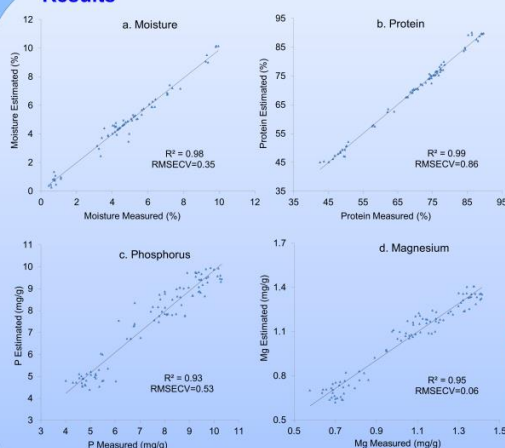 Results
a. Moisture
12
10
8
6
4
2
0
Moisture Estimated (%)
R² = 0.98
RMSECV=0.35
0 2 4 6 8 10 12
Moisture Measured (%)
b. Protein
95
85
75
65
55
45
35
Protein Estimated (%)
R² = 0.99
RMSECV=0.86
35 45 55 65 75 85 95
Protein Measured (%)
c. Phosphorus
11
10
9
8
7
6
5
4
3
P Estimated (mg/g)
R² = 0.93
RMSECV=0.53
3 4 5 6 7 8 9 10 11
P Measured (mg/g)
d. Magnesium
1.7
1.4
1.1
0.8
0.5
Mg Estimated (mg/g)
R² = 0.95
RMSECV=0.06
0.5 0.7 0.9 1.1 1.3 1.5
Mg Measured (mg/g)